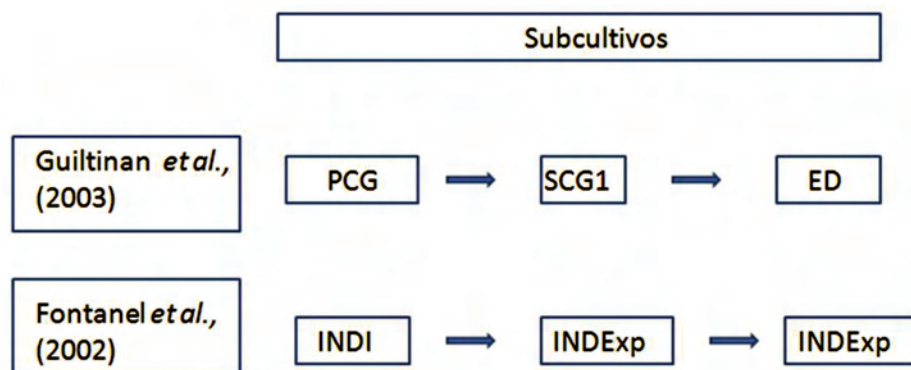 Subcultivos
Guiltinan et al.,
(2003)
PCG
SCG1
ED
Fontanel et al.,
(2002)
INDI
INDExp
INDExp